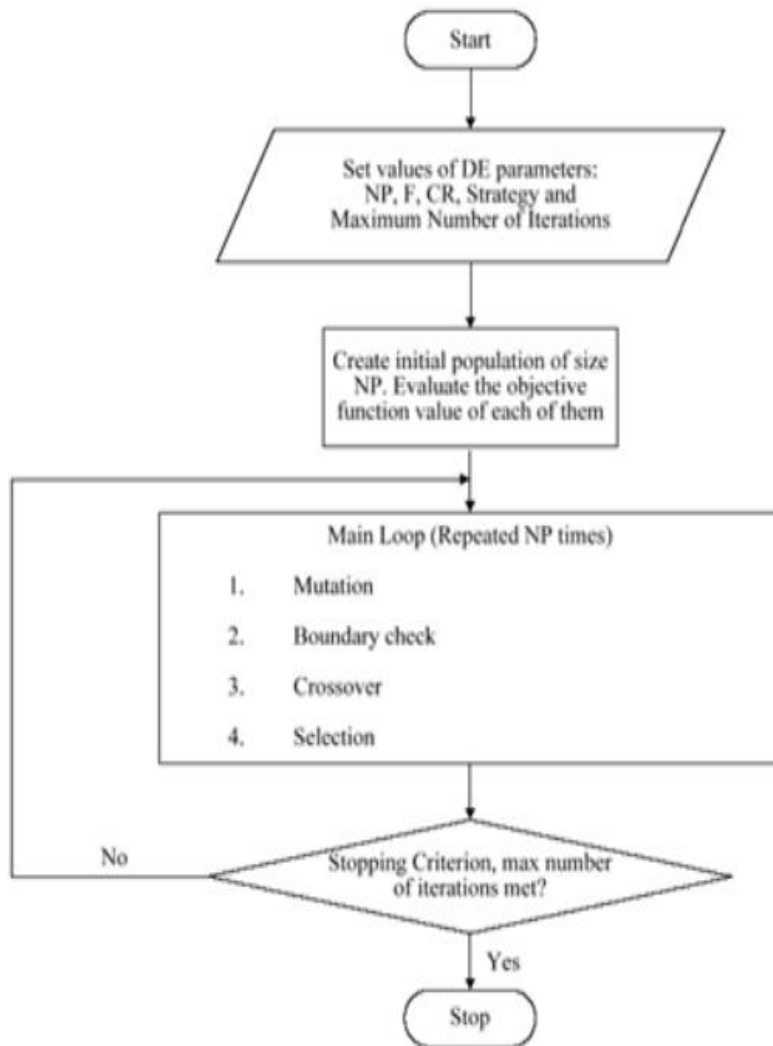 Start
Set values of DE parameters:
NP, F, CR, Strategy and
Maximum Number of Iterations
Create initial population of size
NP. Evaluate the objective
function value of each of them
Main Loop (Repeated NP times)
1. Mutation
2. Boundary check
3. Crossover
4. Selection
Stopping Criterion, max number
of iterations met?
No
Yes
Stop